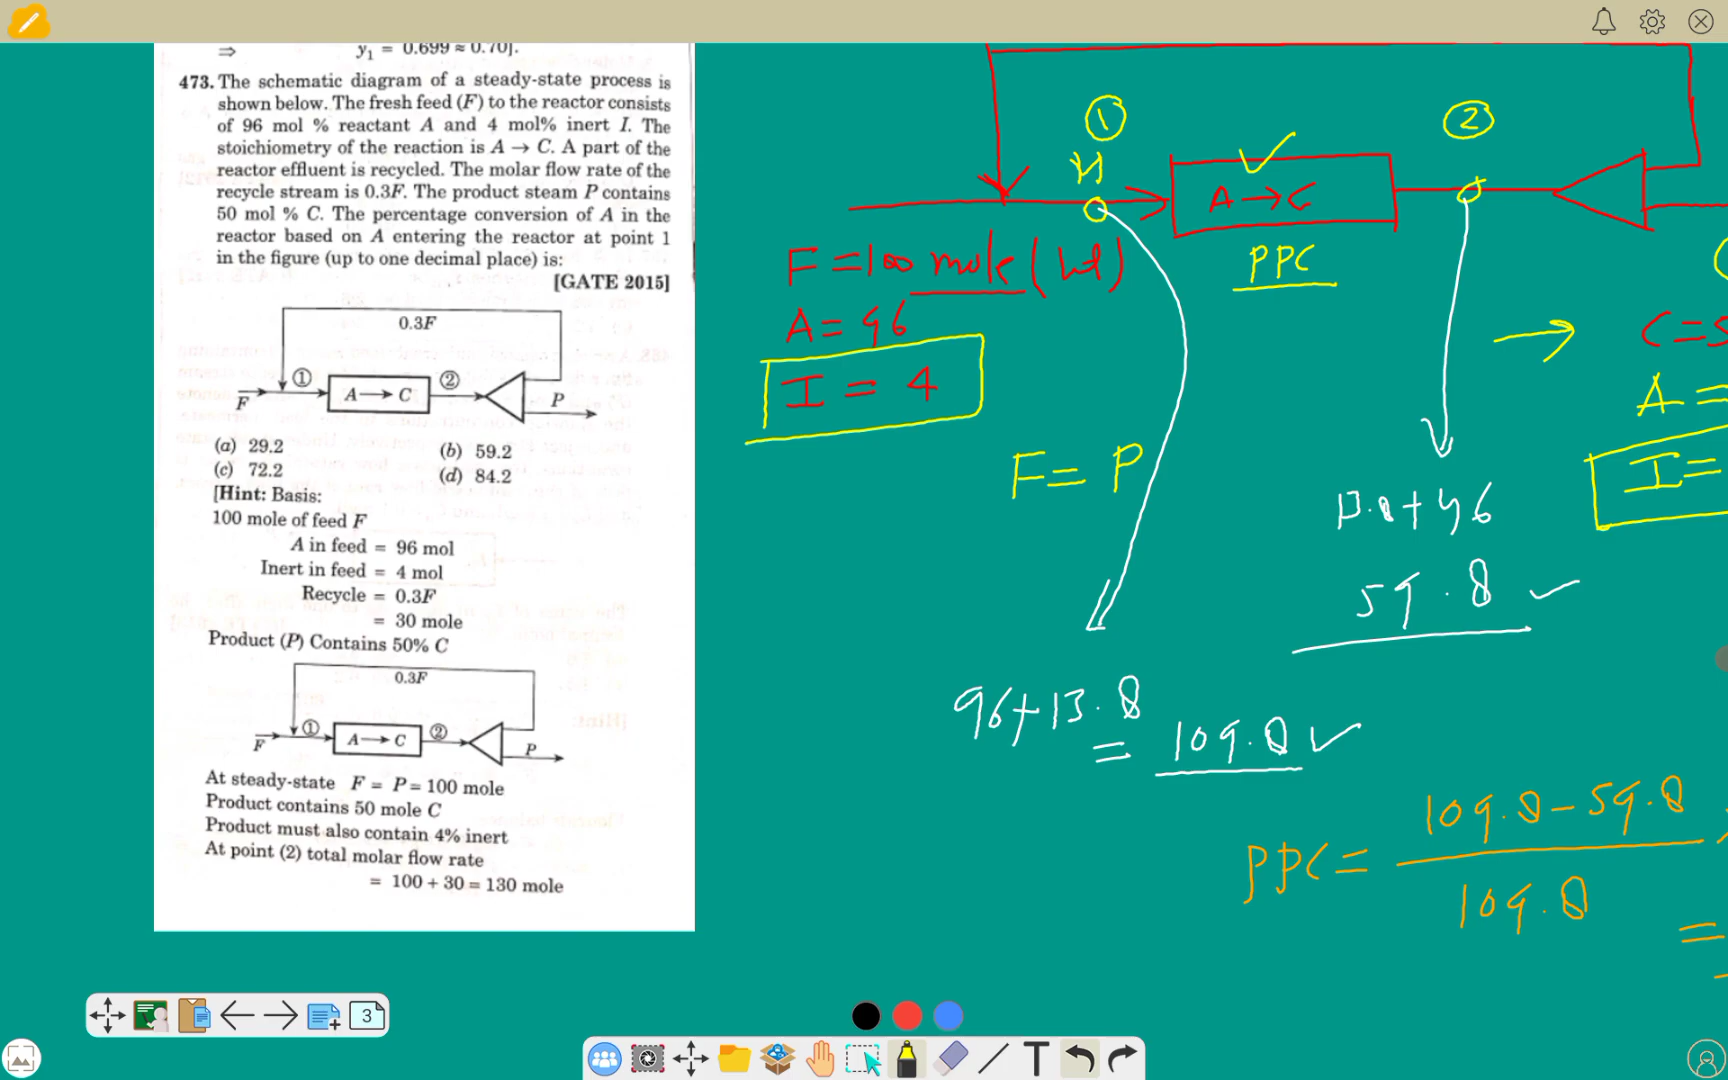 ⇒ y₁ = 0.699 ≈ 0.70].
473. The schematic diagram of a steady-state process is
shown below. The fresh feed (F) to the reactor consists
of 96 mol % reactant A and 4 mol% inert I. The
stoichiometry of the reaction is A → C. A part of the
reactor effluent is recycled. The molar flow rate of the
recycle stream is 0.3F. The product steam P contains
50 mol % C. The percentage conversion of A in the
reactor based on A entering the reactor at point 1
in the figure (up to one decimal place) is:
[GATE 2015]
0.3F
① ②
F A → C P
(a) 29.2 (b) 59.2
(c) 72.2 (d) 84.2
[Hint: Basis:
100 mole of feed F
A in feed = 96 mol
Inert in feed = 4 mol
Recycle = 0.3F
= 30 mole
Product (P) Contains 50% C
0.3F
① ②
F A → C P
At steady-state F = P = 100 mole
Product contains 50 mole C
Product must also contain 4% inert
At point (2) total molar flow rate
= 100 + 30 = 130 mole
① ②
M
A → C
F = 100 mole (let)
PPC
A = 96
I = 4
C = 5
A =
I =
F = P
13.8 + 46
59.8 ✓
96 + 13.8
= 109.8 ✓
PPC = 109.8 − 59.8
109.8
=
3